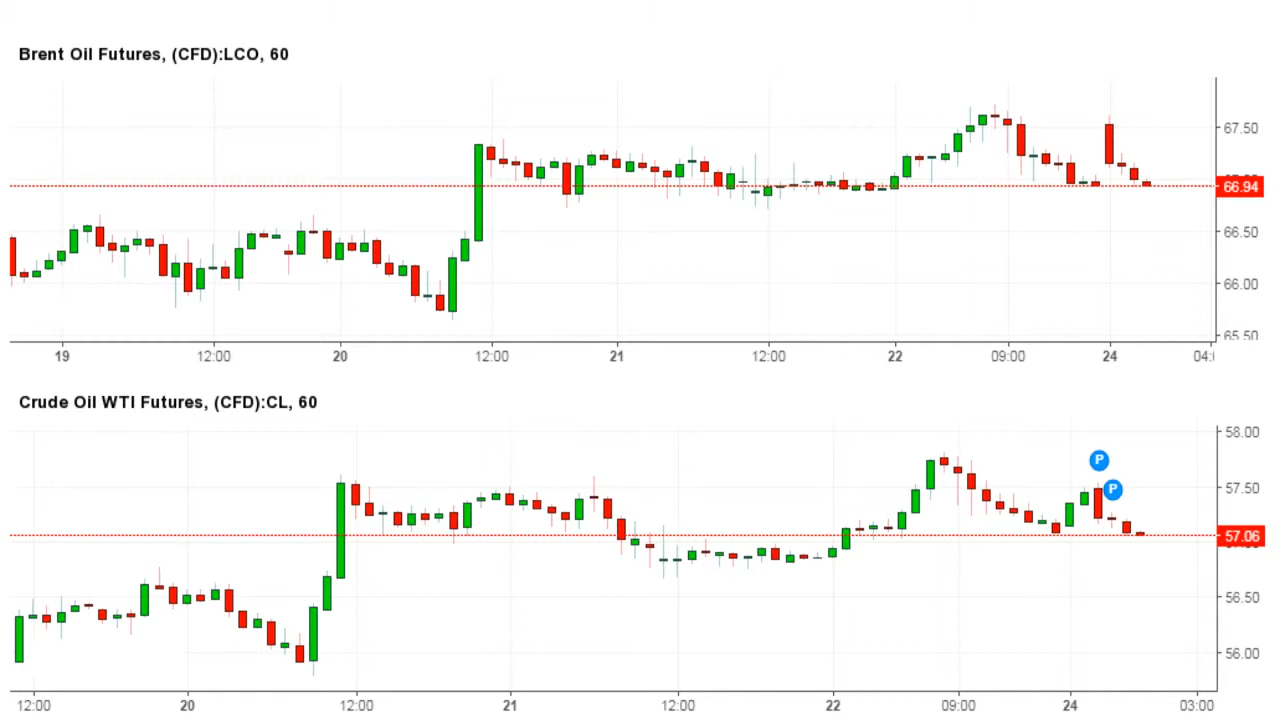 Brent Oil Futures, (CFD):LCO, 60
67.50
66.94
66.50
66.00
65.50
19 12:00 20 12:00 21 12:00 22 09:00 24
Crude Oil WTI Futures, (CFD):CL, 60
58.00
P
57.50
P
57.06
56.50
56.00
12:00 20 12:00 21 12:00 22 09:00 24 03:00